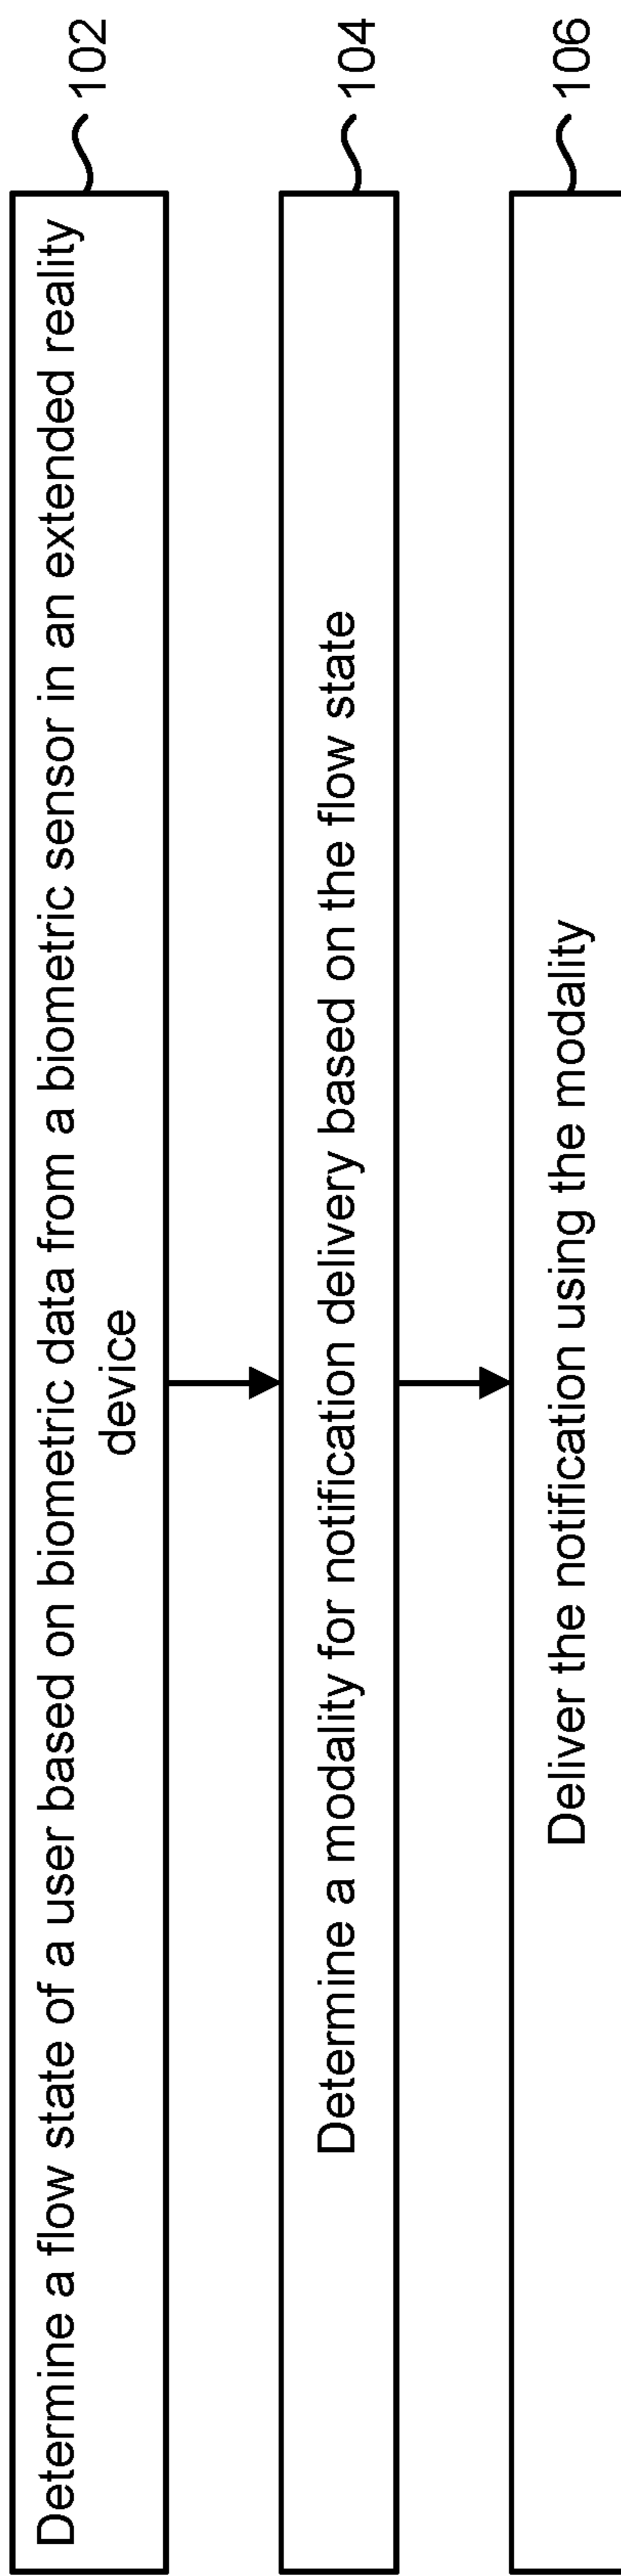 Determine a flow state of a user based on biometric data from a biometric sensor in an extended reality
device
102
Determine a modality for notification delivery based on the flow state
104
Deliver the notification using the modality
106